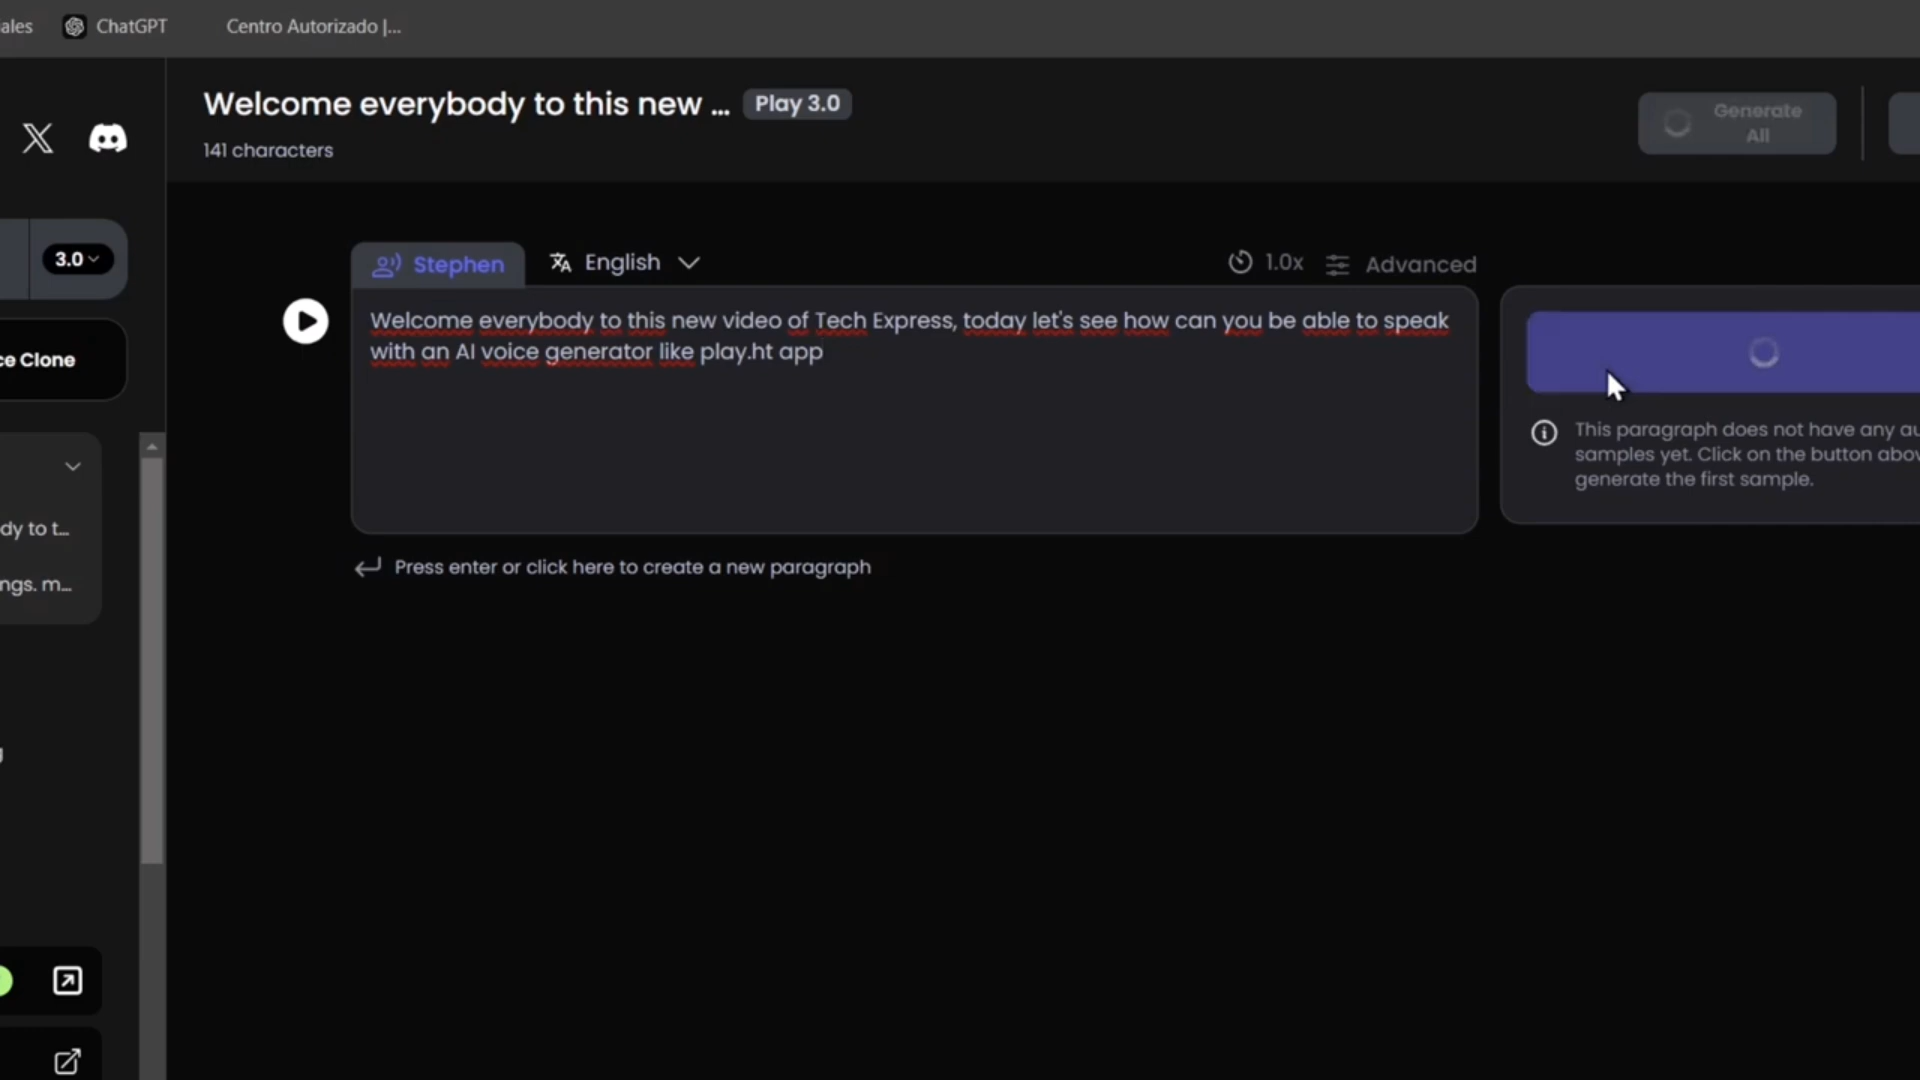 ales
ChatGPT
Centro Autorizado |...
Welcome everybody to this new ...
Play 3.0
141 characters
Generate
All
3.0
Stephen
English
1.0x
Advanced
Welcome everybody to this new video of Tech Express, today let's see how can you be able to speak
with an AI voice generator like play.ht app
ce Clone
This paragraph does not have any au
samples yet. Click on the button abov
generate the first sample.
dy to t...
Press enter or click here to create a new paragraph
ngs. m...
g